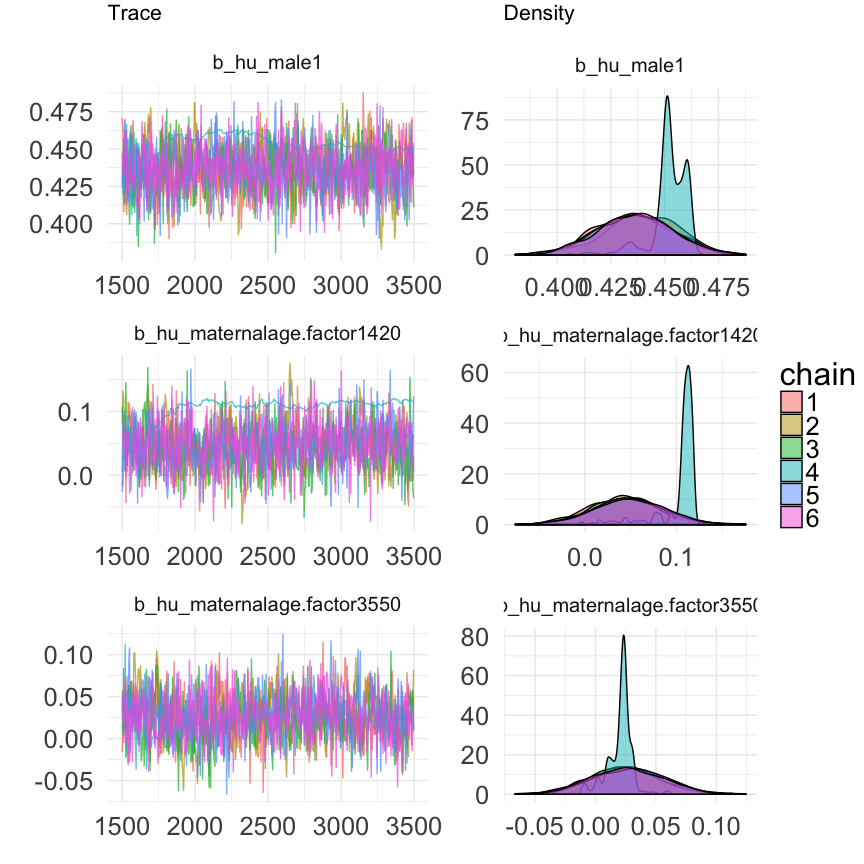 Trace
Density
b_hu_male1
b_hu_male1
0.475
0.450
0.425
0.400
1500 2000 2500 3000 3500
75
50
25
0
0.400 0.425 0.450 0.475
b_hu_maternalage.factor1420
b_hu_maternalage.factor1420
0.1
0.0
1500 2000 2500 3000 3500
60
40
20
0
0.0 0.1
b_hu_maternalage.factor3550
b_hu_maternalage.factor3550
0.10
0.05
0.00
-0.05
1500 2000 2500 3000 3500
80
60
40
20
0
-0.05 0.00 0.05 0.10
chain
1
2
3
4
5
6